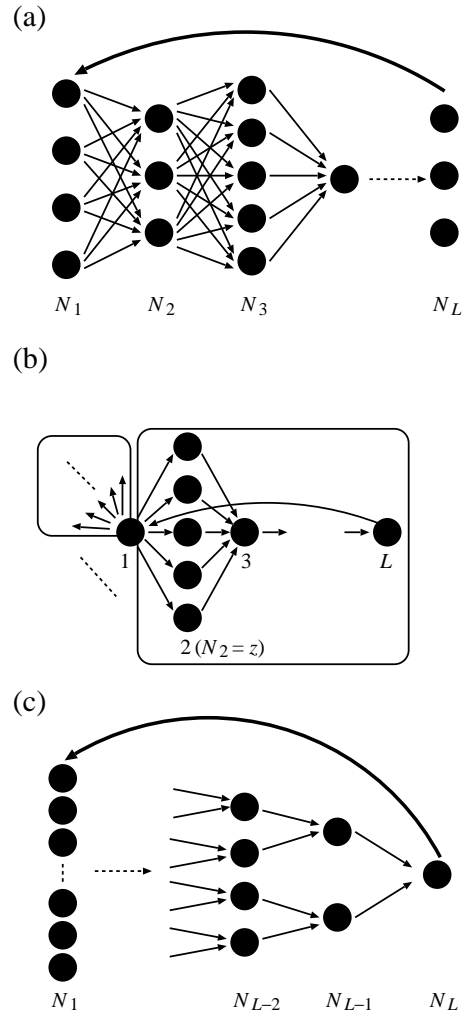 (a)
N1 N2 N3 NL
(b)
1 3 L
2 (N2 = z)
(c)
N1 NL–2 NL–1 NL